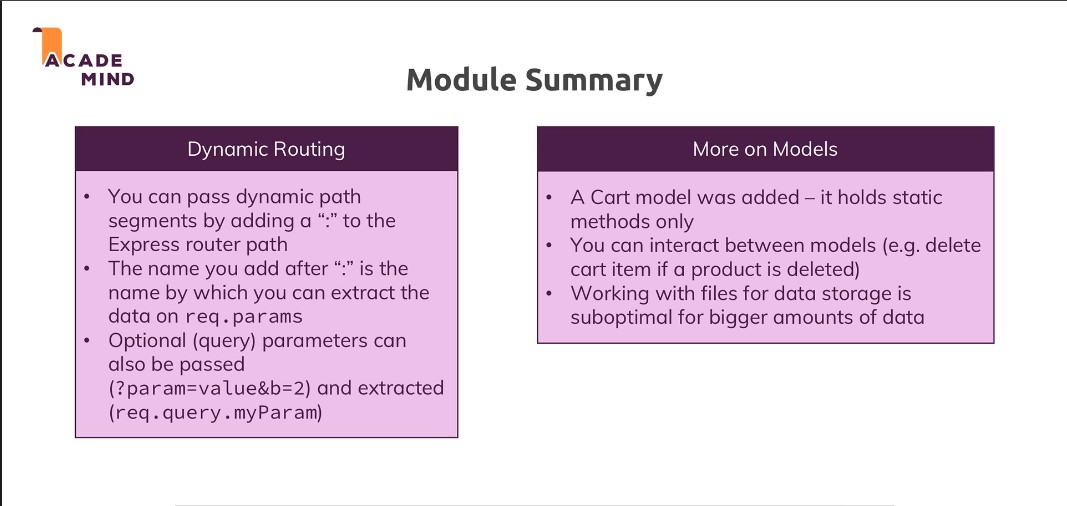 ACADE
MIND
Module Summary
Dynamic Routing
• You can pass dynamic path
segments by adding a “:” to the
Express router path
• The name you add after “:” is the
name by which you can extract the
data on req.params
• Optional (query) parameters can
also be passed
(?param=value&b=2) and extracted
(req.query.myParam)
More on Models
• A Cart model was added – it holds static
methods only
• You can interact between models (e.g. delete
cart item if a product is deleted)
• Working with files for data storage is
suboptimal for bigger amounts of data